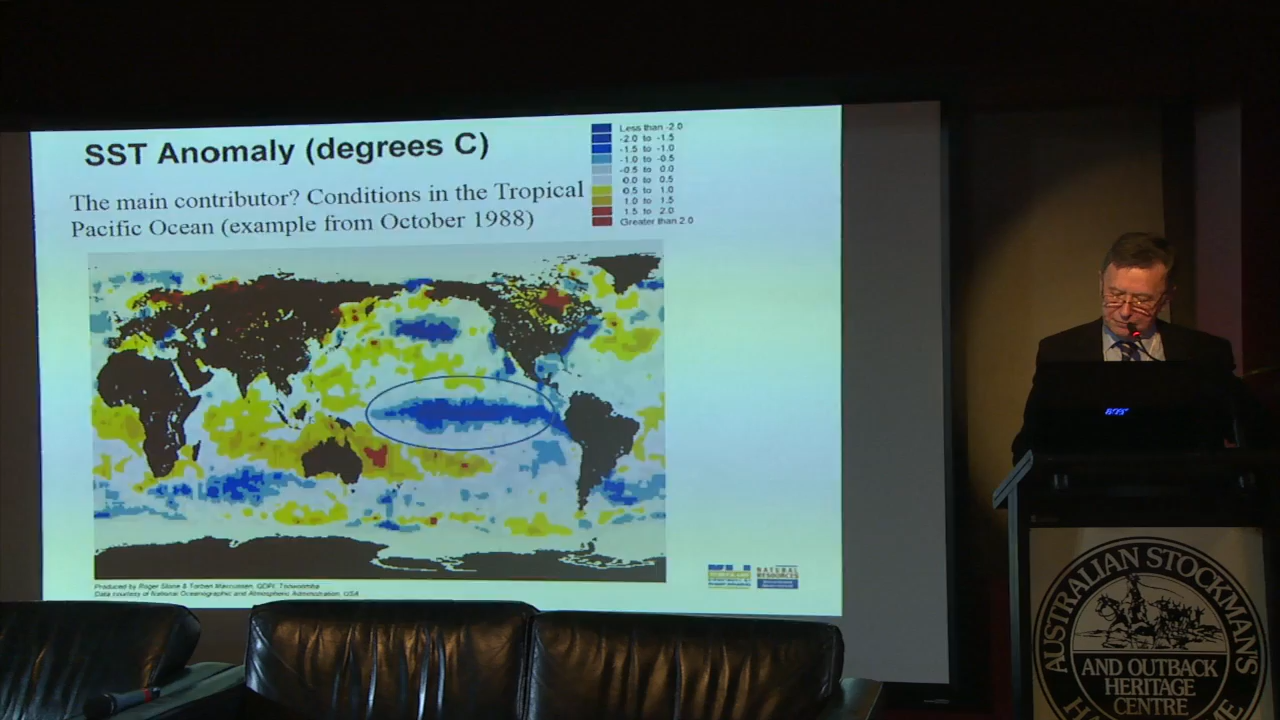 SST Anomaly (degrees C)
The main contributor? Conditions in the Tropical
Pacific Ocean (example from October 1988)
Less than -2.0
-2.0 to -1.5
-1.5 to -1.0
-1.0 to -0.5
-0.5 to 0.0
0.0 to 0.5
0.5 to 1.0
1.0 to 1.5
1.5 to 2.0
Greater than 2.0
Produced by Roger Stone & Torben Marcussen, QDPI, Toowoomba
Data courtesy of National Oceanographic and Atmospheric Administration, USA
NATURAL
RESOURCES
AUSTRALIAN STOCKMAN'S
AND OUTBACK
HERITAGE
CENTRE